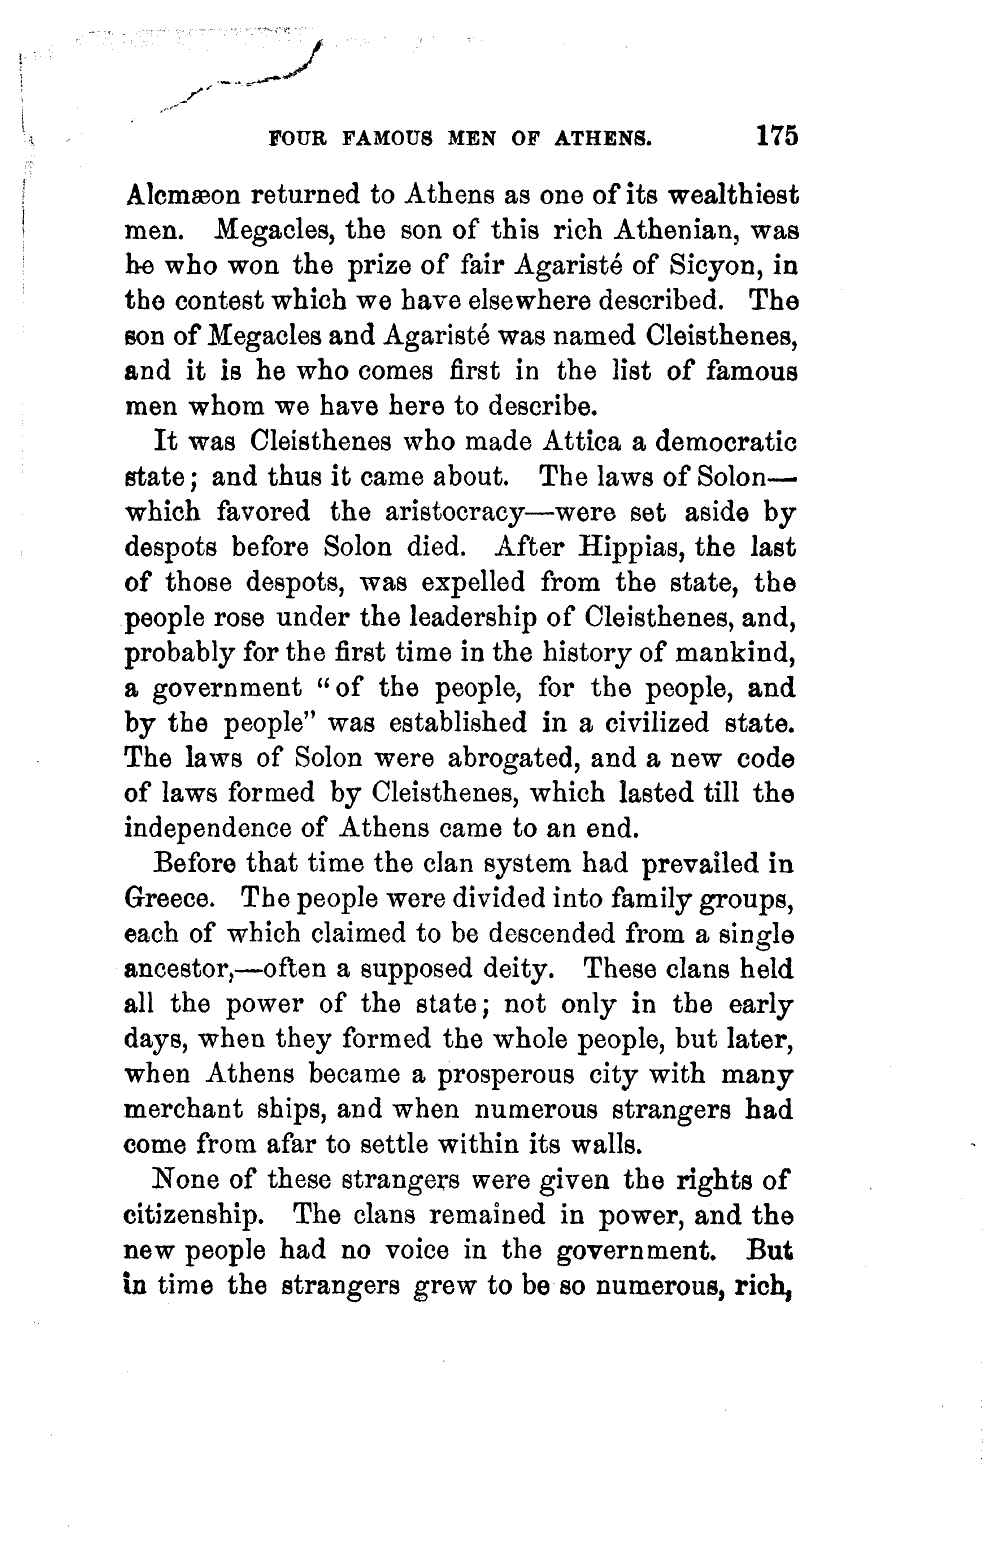 FOUR FAMOUS MEN OF ATHENS. 175
Alcmæon returned to Athens as one of its wealthiest
men. Megacles, the son of this rich Athenian, was
he who won the prize of fair Agaristé of Sicyon, in
the contest which we have elsewhere described. The
son of Megacles and Agaristé was named Cleisthenes,
and it is he who comes first in the list of famous
men whom we have here to describe.
It was Cleisthenes who made Attica a democratic
state; and thus it came about. The laws of Solon—
which favored the aristocracy—were set aside by
despots before Solon died. After Hippias, the last
of those despots, was expelled from the state, the
people rose under the leadership of Cleisthenes, and,
probably for the first time in the history of mankind,
a government “of the people, for the people, and
by the people” was established in a civilized state.
The laws of Solon were abrogated, and a new code
of laws formed by Cleisthenes, which lasted till the
independence of Athens came to an end.
Before that time the clan system had prevailed in
Greece. The people were divided into family groups,
each of which claimed to be descended from a single
ancestor,—often a supposed deity. These clans held
all the power of the state; not only in the early
days, when they formed the whole people, but later,
when Athens became a prosperous city with many
merchant ships, and when numerous strangers had
come from afar to settle within its walls.
None of these strangers were given the rights of
citizenship. The clans remained in power, and the
new people had no voice in the government. But
in time the strangers grew to be so numerous, rich,